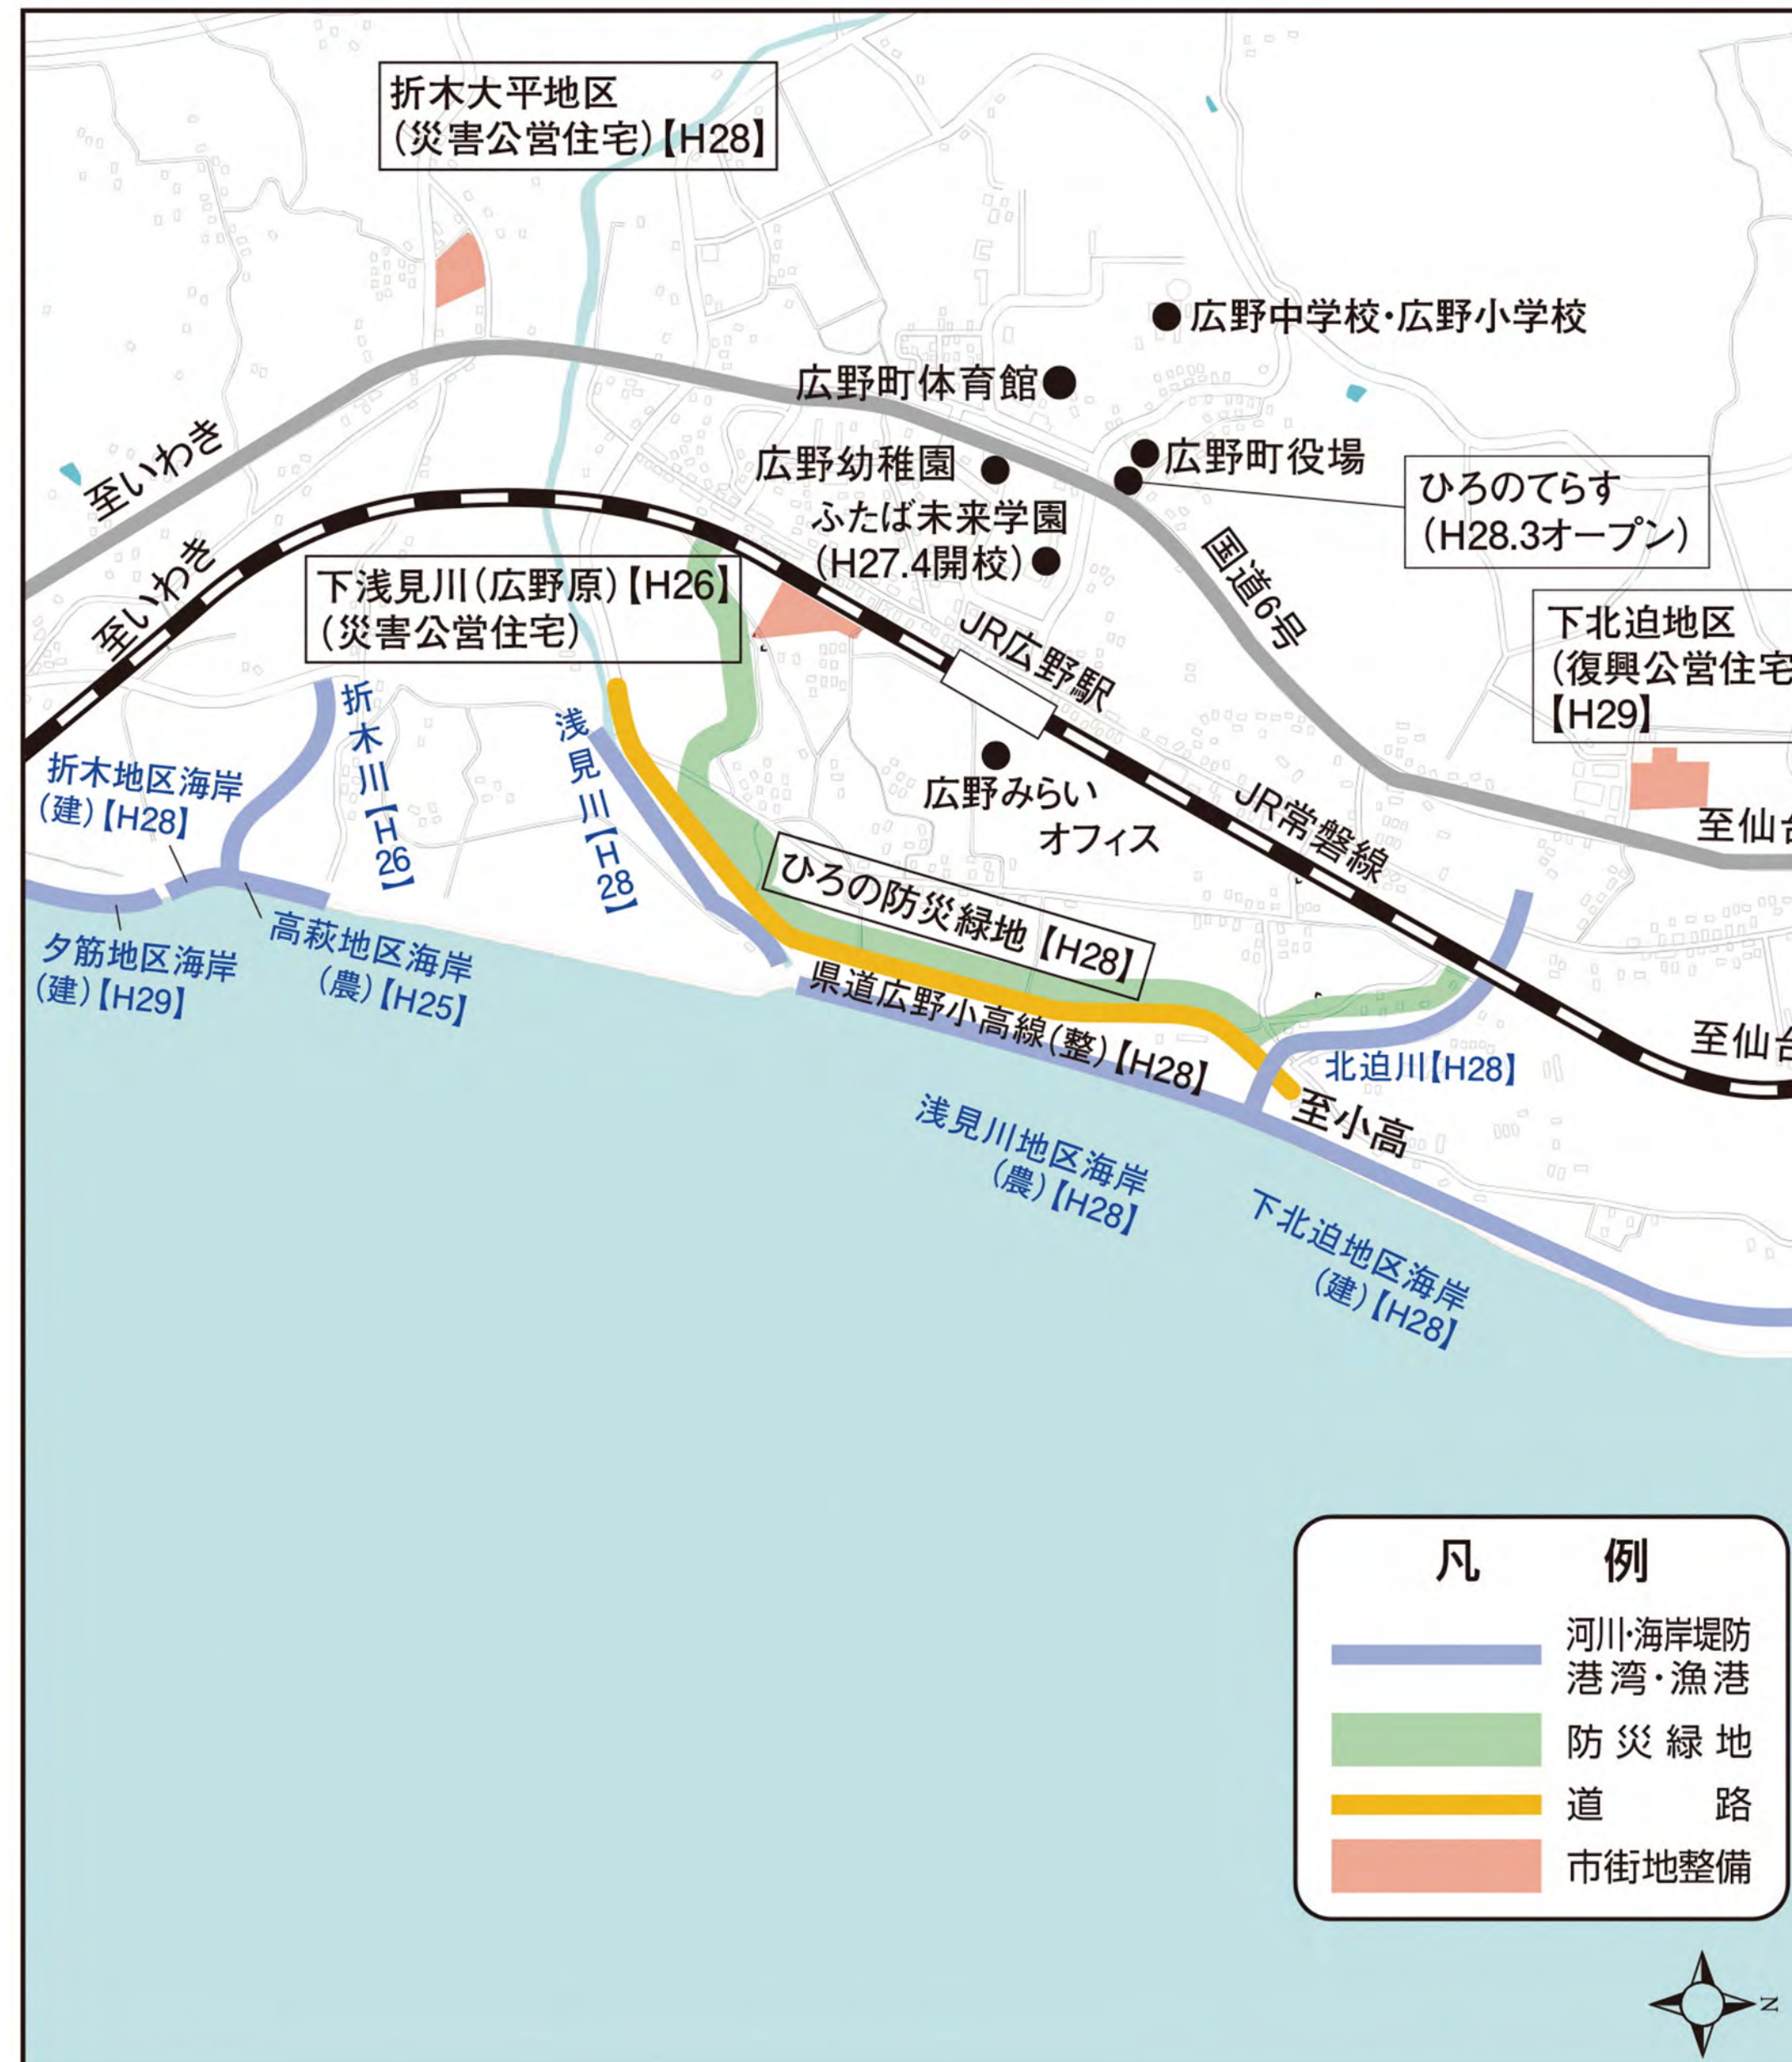 折木大平地区
(災害公営住宅)【H28】
広野中学校・広野小学校
広野町体育館
広野幼稚園
広野町役場
ひろのてらす
(H28.3オープン)
ふたば未来学園
(H27.4開校)
至いわき
至いわき
国道6号
下浅見川(広野原)【H26】
(災害公営住宅)
JR広野駅
下北迫地区
(復興公営住宅
【H29】
至仙台
折木川【H26】
浅見川【H28】
折木地区海岸
(建)【H28】
広野みらい
オフィス
JR常磐線
ひろの防災緑地【H28】
夕筋地区海岸
(建)【H29】
高萩地区海岸
(農)【H25】
県道広野小高線(整)【H28】
至仙台
北迫川【H28】
至小高
浅見川地区海岸
(農)【H28】
下北迫地区海岸
(建)【H28】
凡 例
河川・海岸堤防
港湾・漁港
防災緑地
道路
市街地整備
N